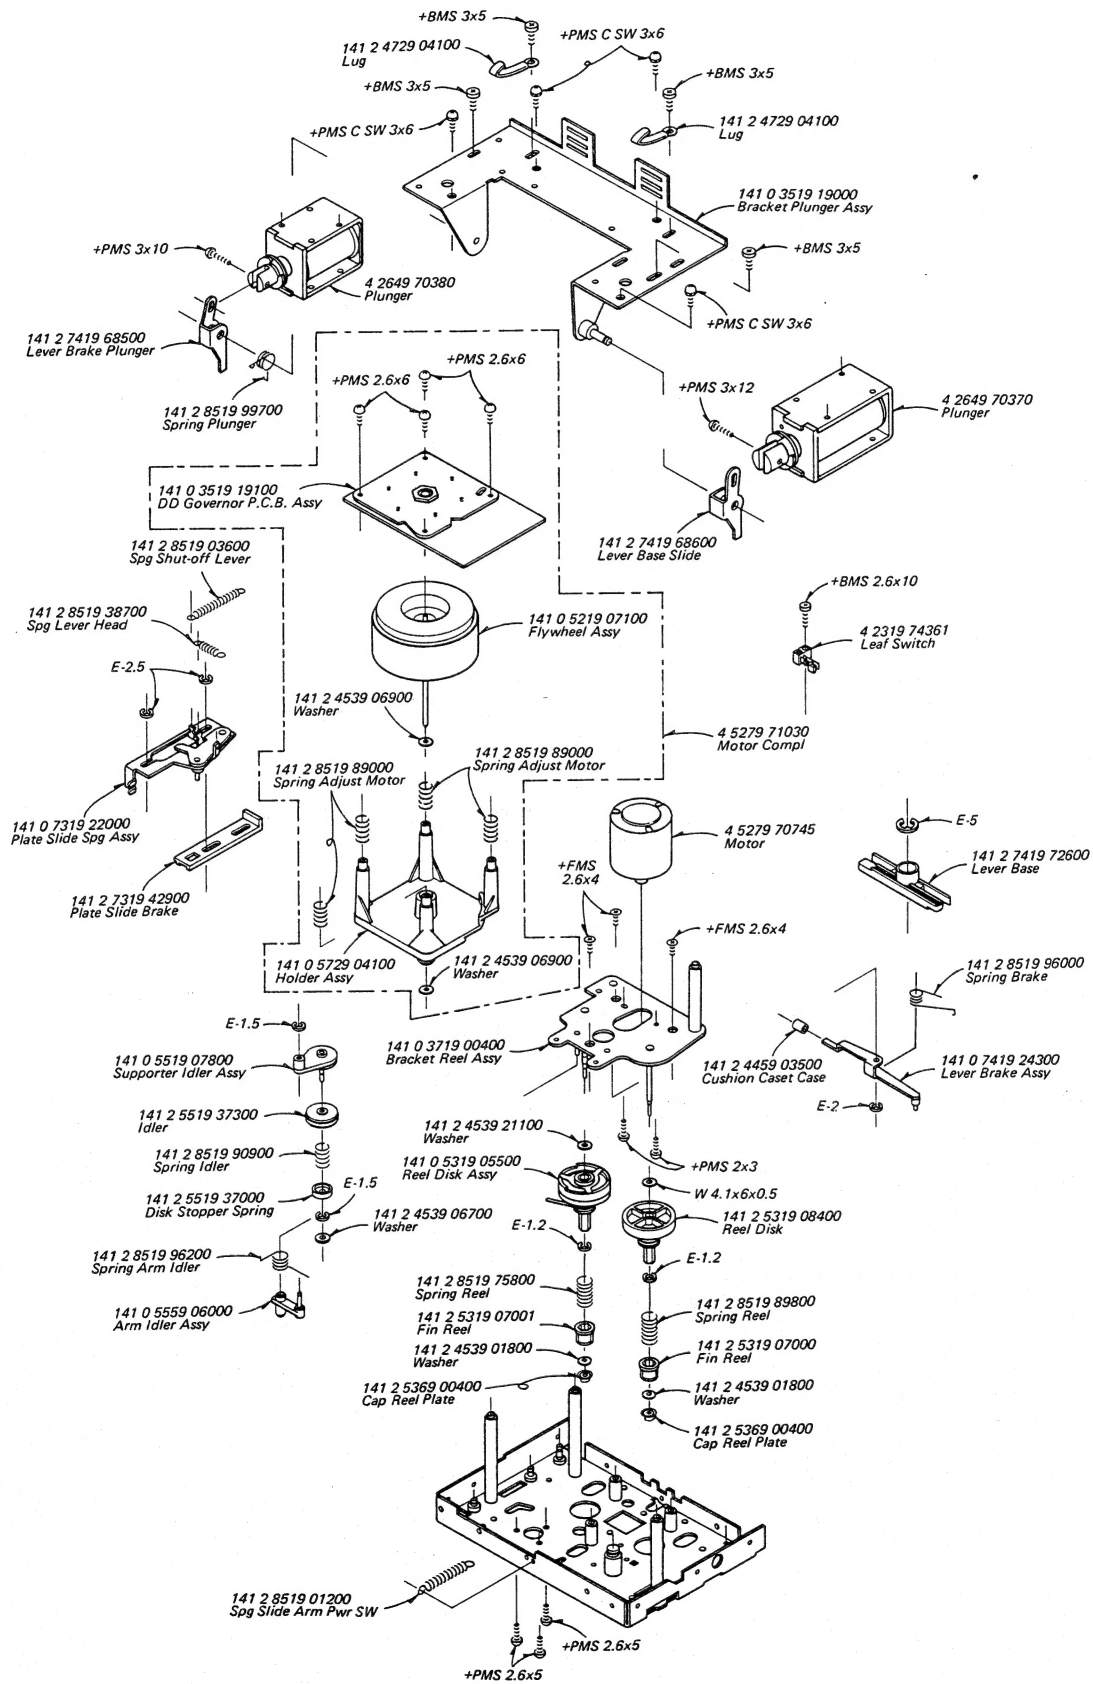 +BMS 3x5
+PMS C SW 3x6
141 2 4729 04100
Lug
+BMS 3x5
+BMS 3x5
+PMS C SW 3x6
141 2 4729 04100
Lug
141 0 3519 19000
Bracket Plunger Assy
+PMS 3x10
+BMS 3x5
4 2649 70380
Plunger
+PMS C SW 3x6
141 2 7419 68500
Lever Brake Plunger
+PMS 2.6x6
+PMS 2.6x6
+PMS 3x12
4 2649 70370
Plunger
141 2 8519 99700
Spring Plunger
141 0 3519 19100
DD Governor P.C.B. Assy
141 2 7419 68600
Lever Base Slide
141 2 8519 03600
Spg Shut-off Lever
+BMS 2.6x10
141 2 8519 38700
Spg Lever Head
141 0 5219 07100
Flywheel Assy
4 2319 74361
Leaf Switch
E-2.5
141 2 4539 06900
Washer
4 5279 71030
Motor Compl
141 2 8519 89000
Spring Adjust Motor
141 2 8519 89000
Spring Adjust Motor
141 0 7319 22000
Plate Slide Spg Assy
4 5279 70745
Motor
E-5
141 2 7419 72600
Lever Base
+FMS
2.6x4
141 2 7319 42900
Plate Slide Brake
+FMS 2.6x4
141 0 5729 04100
Holder Assy
141 2 4539 06900
Washer
141 2 8519 96000
Spring Brake
E-1.5
141 0 3719 00400
Bracket Reel Assy
141 0 5519 07800
Supporter Idler Assy
141 2 4459 03500
Cushion Caset Case
141 0 7419 24300
Lever Brake Assy
E-2
141 2 5519 37300
Idler
141 2 4539 21100
Washer
141 2 8519 90900
Spring Idler
141 0 5319 05500
Reel Disk Assy
+PMS 2x3
141 2 5519 37000
Disk Stopper Spring
E-1.5
W 4.1x6x0.5
141 2 4539 06700
Washer
E-1.2
141 2 5319 08400
Reel Disk
141 2 8519 96200
Spring Arm Idler
E-1.2
141 2 8519 75800
Spring Reel
141 0 5559 06000
Arm Idler Assy
141 2 8519 89800
Spring Reel
141 2 5319 07001
Fin Reel
141 2 4539 01800
Washer
141 2 5319 07000
Fin Reel
141 2 5369 00400
Cap Reel Plate
141 2 4539 01800
Washer
141 2 5369 00400
Cap Reel Plate
141 2 8519 01200
Spg Slide Arm Pwr SW
+PMS 2.6x5
+PMS 2.6x5